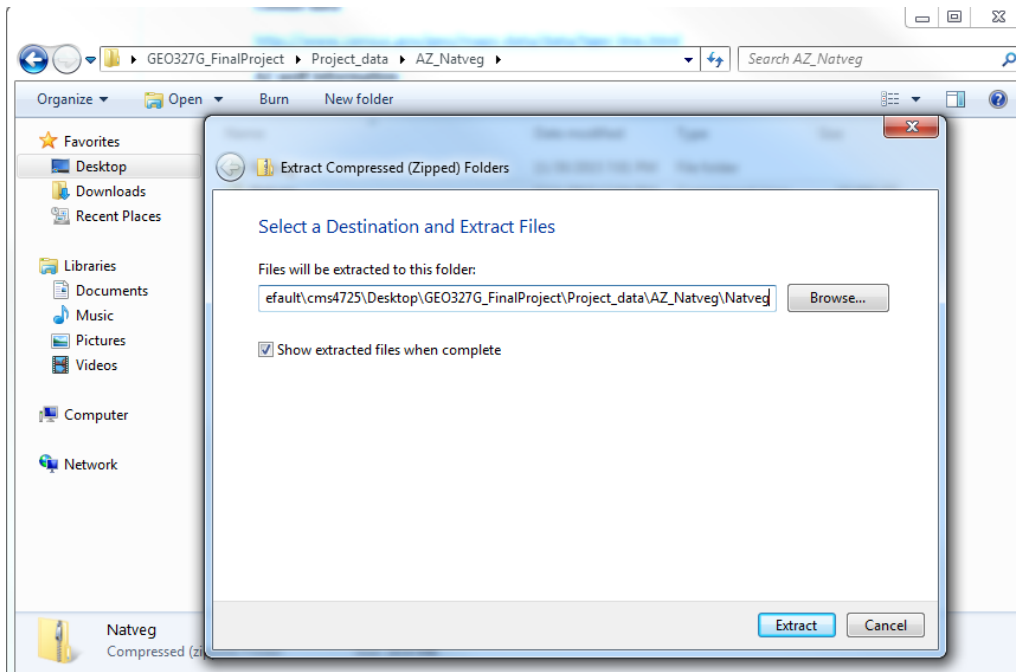 GEO327G_FinalProject ▸ Project_data ▸ AZ_Natveg ▸
Search AZ_Natveg
Organize Open Burn New folder
Favorites
Desktop
Downloads
Recent Places
Libraries
Documents
Music
Pictures
Videos
Computer
Network
Extract Compressed (Zipped) Folders
Select a Destination and Extract Files
Files will be extracted to this folder:
efault\cms4725\Desktop\GEO327G_FinalProject\Project_data\AZ_Natveg\Natveg
Browse...
Show extracted files when complete
Extract Cancel
Natveg
Compressed (zi